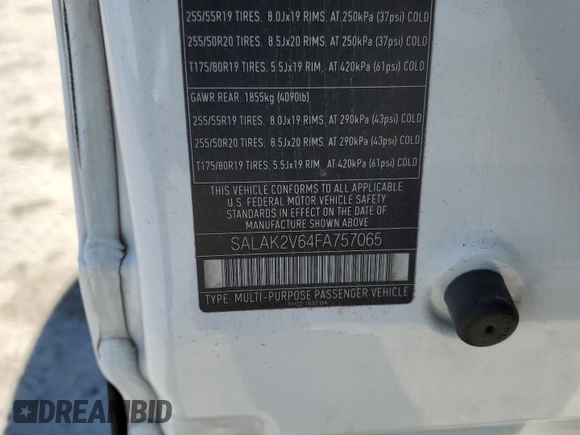 255/55R19 TIRES, 8.0Jx19 RIMS, AT 250kPa (37psi) COLD
255/50R20 TIRES, 8.5Jx20 RIMS, AT 250kPa (37psi) COLD
T175/80R19 TIRES, 5.5Jx19 RIM, AT 420kPa (61psi) COLD
GAWR REAR, 1855kg (4090lb)
255/55R19 TIRES, 8.0Jx19 RIMS, AT 290kPa (43psi) COLD
255/50R20 TIRES, 8.5Jx20 RIMS, AT 290kPa (43psi) COLD
T175/80R19 TIRES, 5.5Jx19 RIM, AT 420kPa (61psi) COLD
THIS VEHICLE CONFORMS TO ALL APPLICABLE
U.S. FEDERAL MOTOR VEHICLE SAFETY
STANDARDS IN EFFECT ON THE DATE OF
MANUFACTURE SHOWN ABOVE
SALAK2V64FA757065
TYPE MULTI-PURPOSE PASSENGER VEHICLE
DREAMBID